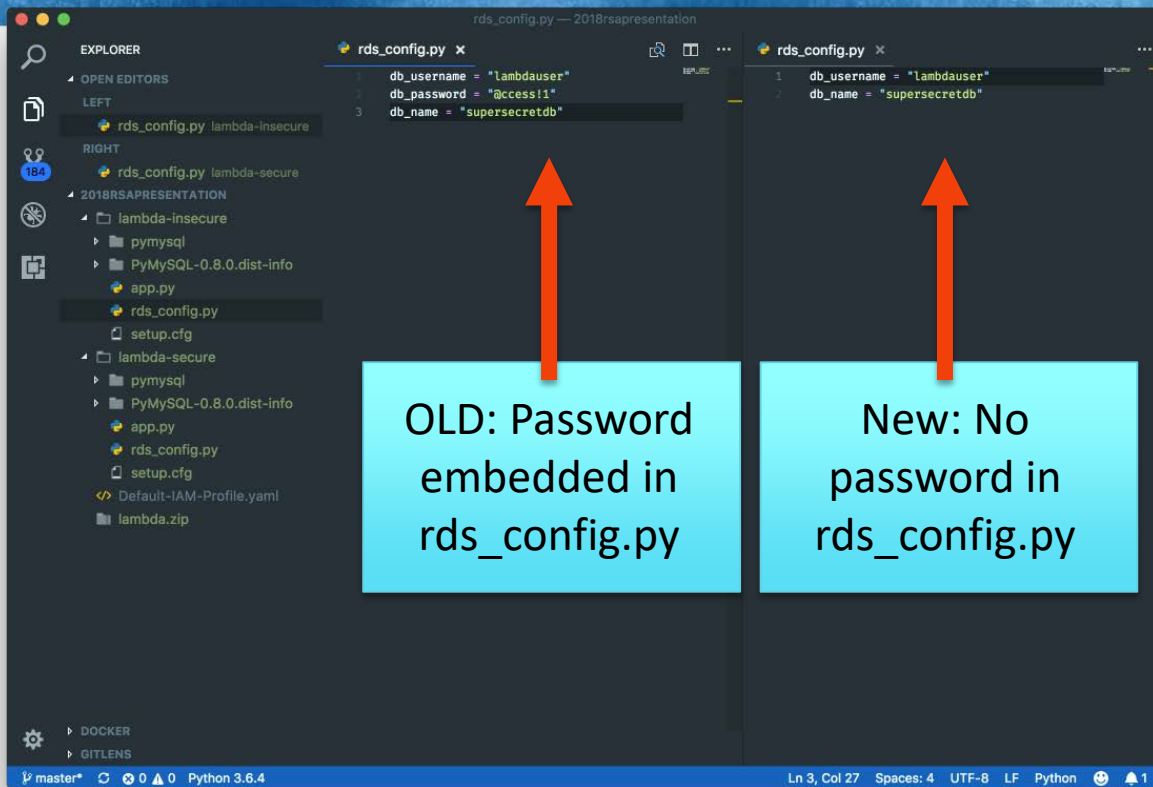 rds_config.py — 2018rsapresentation
EXPLORER
OPEN EDITORS
LEFT
rds_config.py lambda-insecure
RIGHT
rds_config.py lambda-secure
184
2018RSAPRESENTATION
lambda-insecure
pymysql
PyMySQL-0.8.0.dist-info
app.py
rds_config.py
setup.cfg
lambda-secure
pymysql
PyMySQL-0.8.0.dist-info
app.py
rds_config.py
setup.cfg
Default-IAM-Profile.yaml
lambda.zip
DOCKER
GITLENS
rds_config.py
1 db_username = "lambdauser"
2 db_password = "@ccess!1"
3 db_name = "supersecretdb"
rds_config.py
1 db_username = "lambdauser"
2 db_name = "supersecretdb"
OLD: Password
embedded in
rds_config.py
New: No
password in
rds_config.py
master* 0 0 Python 3.6.4
Ln 3, Col 27 Spaces: 4 UTF-8 LF Python 1